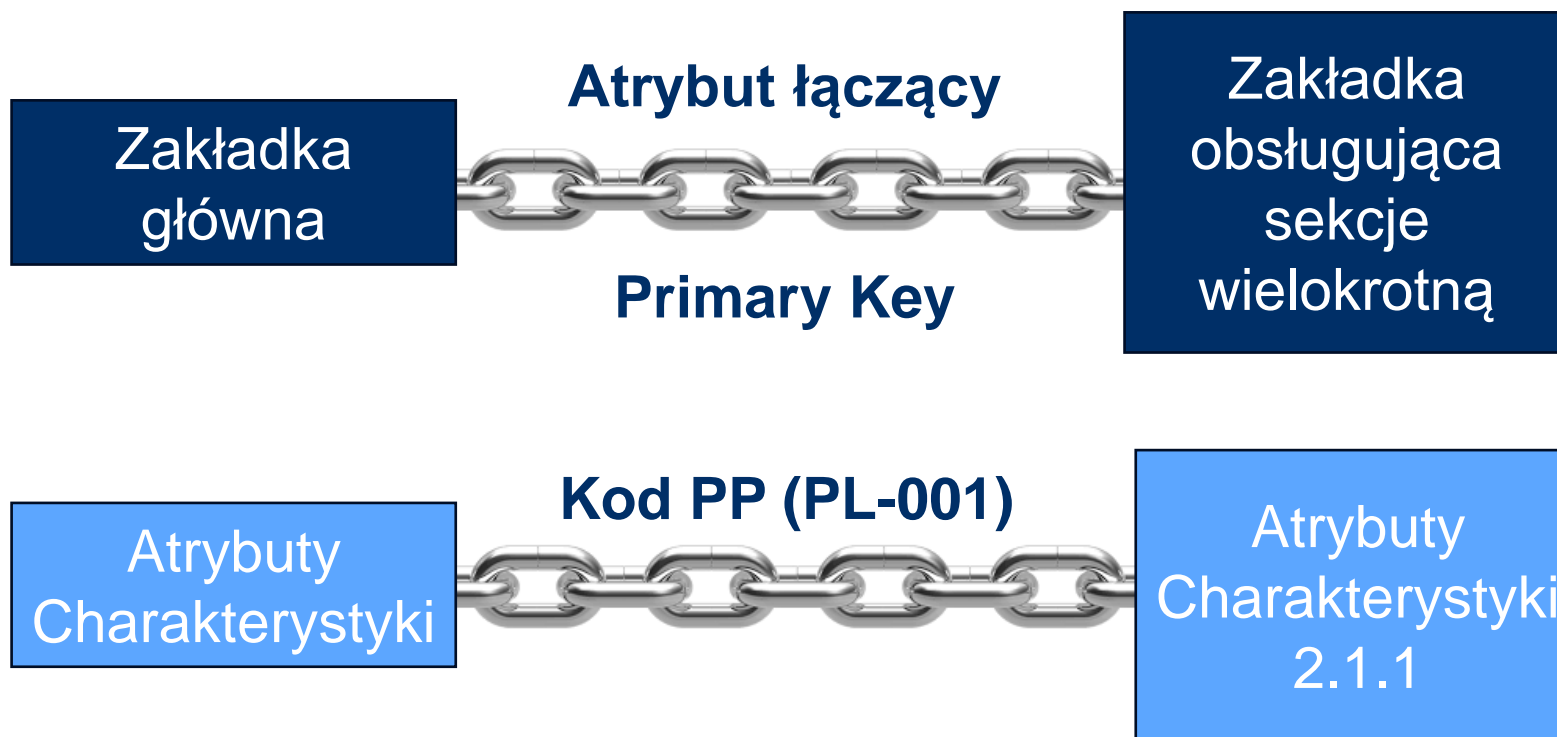 Zakładka
główna
Atrybut łączący
Primary Key
Zakładka
obsługująca
sekcje
wielokrotną
Atrybuty
Charakterystyki
Kod PP (PL-001)
Atrybuty
Charakterystyki
2.1.1